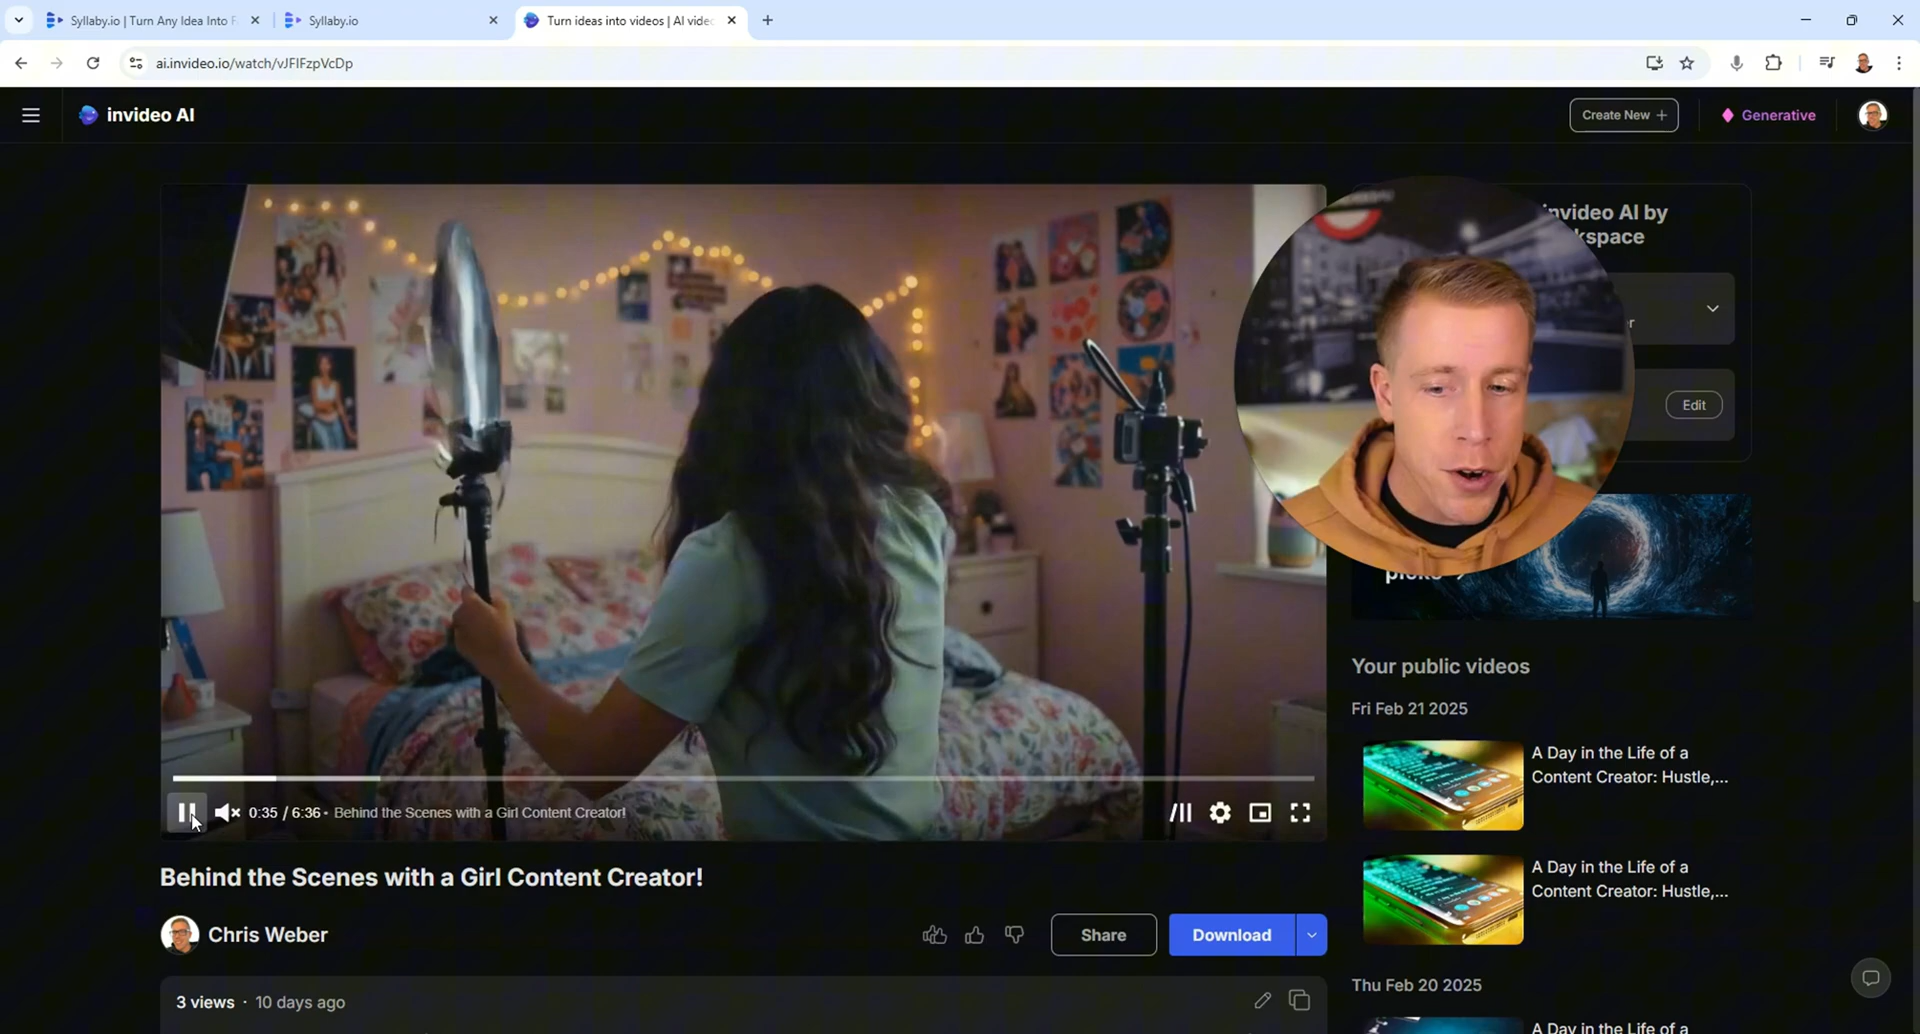 Syllaby.io | Turn Any Idea Into F
Syllaby.io
Turn ideas into videos | AI videc
ai.invideo.io/watch/vJFIFzpVcDp
invideo AI
Create New +
Generative
invideo AI by
kspace
r
Edit
Your public videos
Fri Feb 21 2025
A Day in the Life of a
Content Creator: Hustle,...
A Day in the Life of a
Content Creator: Hustle,...
Thu Feb 20 2025
A Day in the Life of a
0:35 / 6:36 · Behind the Scenes with a Girl Content Creator!
Behind the Scenes with a Girl Content Creator!
Chris Weber
Share
Download
3 views · 10 days ago